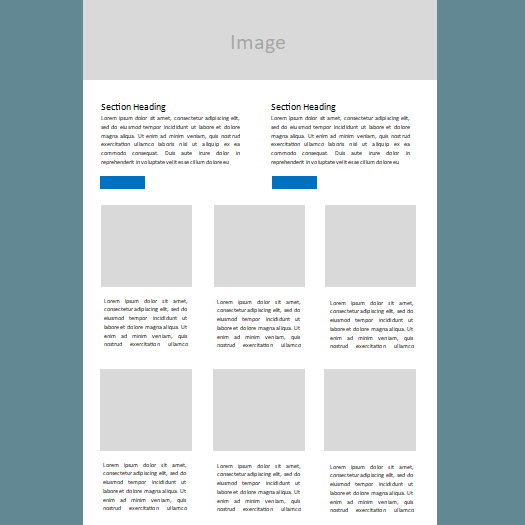 Image
Section Heading
Lorem ipsum dolor sit amet, consectetur adipiscing elit,
sed do eiusmod tempor incididunt ut labore et dolore
magna aliqua. Ut enim ad minim veniam, quis nostrud
exercitation ullamco laboris nisi ut aliquip ex ea
commodo consequat. Duis aute irure dolor in
reprehenderit in voluptate velit esse cillum dolore eu
Section Heading
Lorem ipsum dolor sit amet, consectetur adipiscing elit,
sed do eiusmod tempor incididunt ut labore et dolore
magna aliqua. Ut enim ad minim veniam, quis nostrud
exercitation ullamco laboris nisi ut aliquip ex ea
commodo consequat. Duis aute irure dolor in
reprehenderit in voluptate velit esse cillum dolore eu
Lorem ipsum dolor sit amet,
consectetur adipiscing elit, sed do
eiusmod tempor incididunt ut
labore et dolore magna aliqua. Ut
enim ad minim veniam, quis
nostrud exercitation ullamco
Lorem ipsum dolor sit amet,
consectetur adipiscing elit, sed do
eiusmod tempor incididunt ut
labore et dolore magna aliqua. Ut
enim ad minim veniam, quis
nostrud exercitation ullamco
Lorem ipsum dolor sit amet,
consectetur adipiscing elit, sed do
eiusmod tempor incididunt ut
labore et dolore magna aliqua. Ut
enim ad minim veniam, quis
nostrud exercitation ullamco
Lorem ipsum dolor sit amet,
consectetur adipiscing elit, sed do
eiusmod tempor incididunt ut
labore et dolore magna aliqua. Ut
enim ad minim veniam, quis
nostrud exercitation ullamco
Lorem ipsum dolor sit amet,
consectetur adipiscing elit, sed do
eiusmod tempor incididunt ut
labore et dolore magna aliqua. Ut
enim ad minim veniam, quis
nostrud exercitation ullamco
Lorem ipsum dolor sit amet,
consectetur adipiscing elit, sed do
eiusmod tempor incididunt ut
labore et dolore magna aliqua. Ut
enim ad minim veniam, quis
nostrud exercitation ullamco